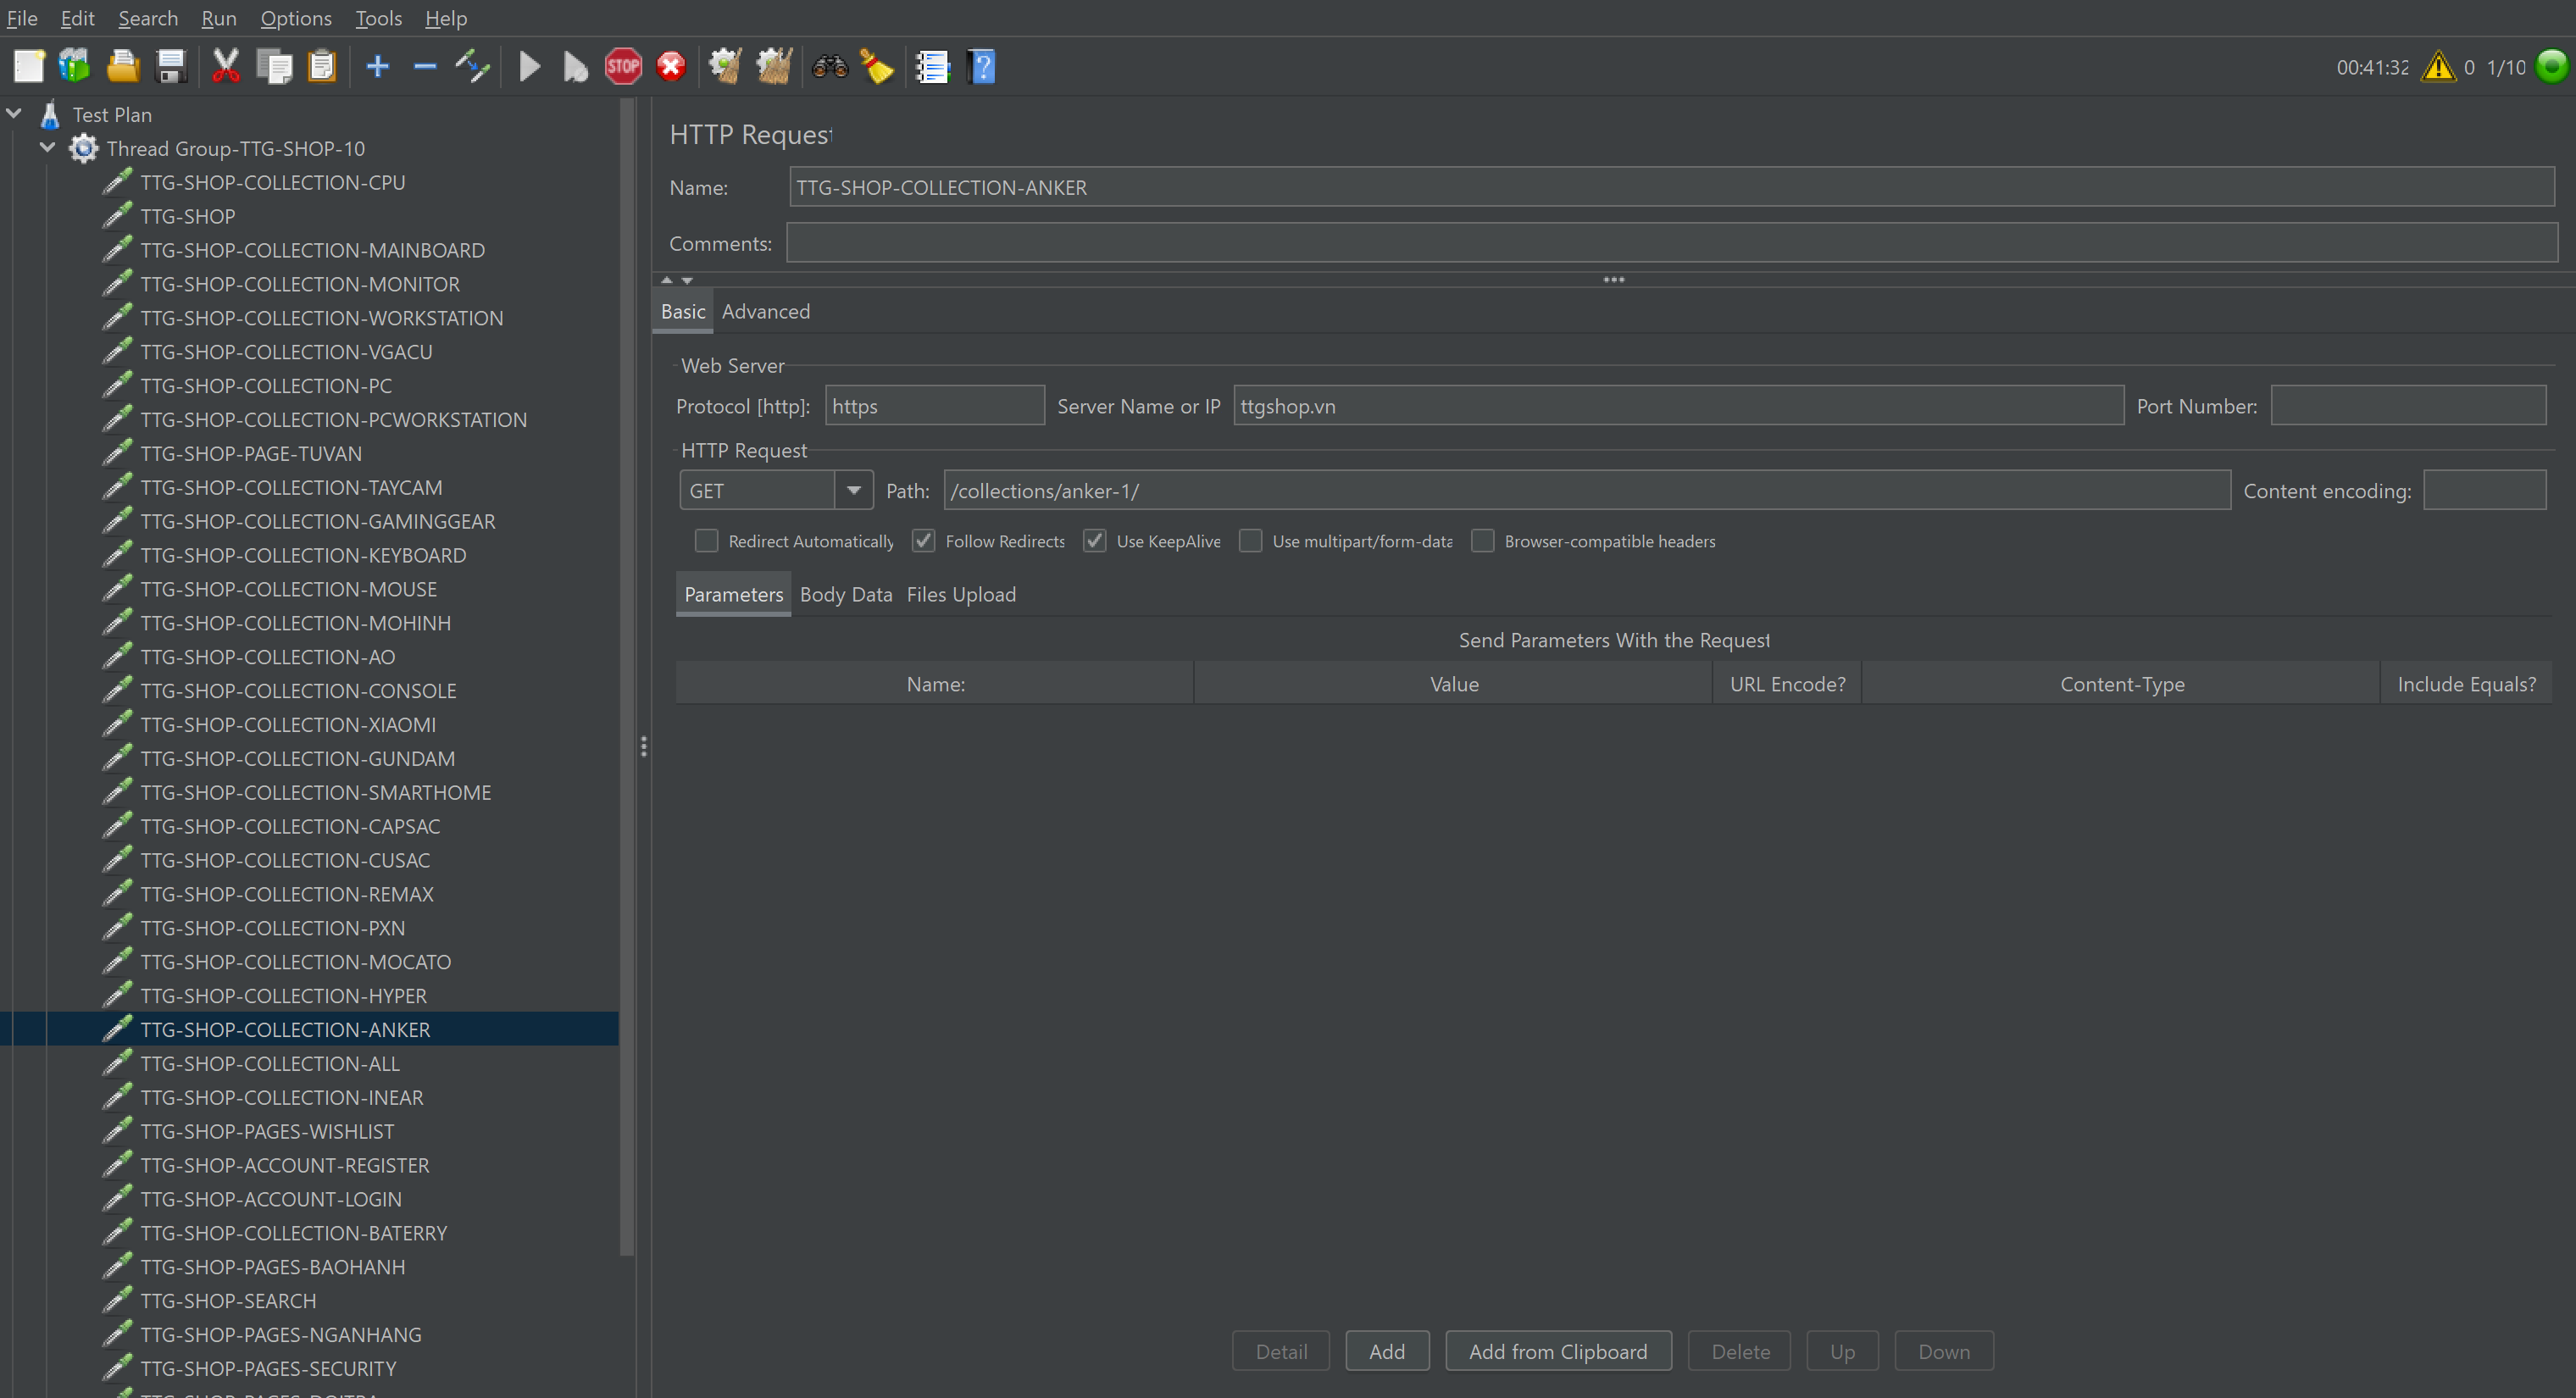 File Edit Search Run Options Tools Help
STOP
00:41:32 0 1/10
Test Plan
Thread Group-TTG-SHOP-10
TTG-SHOP-COLLECTION-CPU
TTG-SHOP
TTG-SHOP-COLLECTION-MAINBOARD
TTG-SHOP-COLLECTION-MONITOR
TTG-SHOP-COLLECTION-WORKSTATION
TTG-SHOP-COLLECTION-VGACU
TTG-SHOP-COLLECTION-PC
TTG-SHOP-COLLECTION-PCWORKSTATION
TTG-SHOP-PAGE-TUVAN
TTG-SHOP-COLLECTION-TAYCAM
TTG-SHOP-COLLECTION-GAMINGGEAR
TTG-SHOP-COLLECTION-KEYBOARD
TTG-SHOP-COLLECTION-MOUSE
TTG-SHOP-COLLECTION-MOHINH
TTG-SHOP-COLLECTION-AO
TTG-SHOP-COLLECTION-CONSOLE
TTG-SHOP-COLLECTION-XIAOMI
TTG-SHOP-COLLECTION-GUNDAM
TTG-SHOP-COLLECTION-SMARTHOME
TTG-SHOP-COLLECTION-CAPSAC
TTG-SHOP-COLLECTION-CUSAC
TTG-SHOP-COLLECTION-REMAX
TTG-SHOP-COLLECTION-PXN
TTG-SHOP-COLLECTION-MOCATO
TTG-SHOP-COLLECTION-HYPER
TTG-SHOP-COLLECTION-ANKER
TTG-SHOP-COLLECTION-ALL
TTG-SHOP-COLLECTION-INEAR
TTG-SHOP-PAGES-WISHLIST
TTG-SHOP-ACCOUNT-REGISTER
TTG-SHOP-ACCOUNT-LOGIN
TTG-SHOP-COLLECTION-BATERRY
TTG-SHOP-PAGES-BAOHANH
TTG-SHOP-SEARCH
TTG-SHOP-PAGES-NGANHANG
TTG-SHOP-PAGES-SECURITY
HTTP Request
Name: TTG-SHOP-COLLECTION-ANKER
Comments:
Basic Advanced
Web Server
Protocol [http]: https Server Name or IP ttgshop.vn Port Number:
HTTP Request
GET Path: /collections/anker-1/ Content encoding:
Redirect Automatically Follow Redirects Use KeepAlive Use multipart/form-data Browser-compatible headers
Parameters Body Data Files Upload
Send Parameters With the Request
Name: Value URL Encode? Content-Type Include Equals?
Detail Add Add from Clipboard Delete Up Down